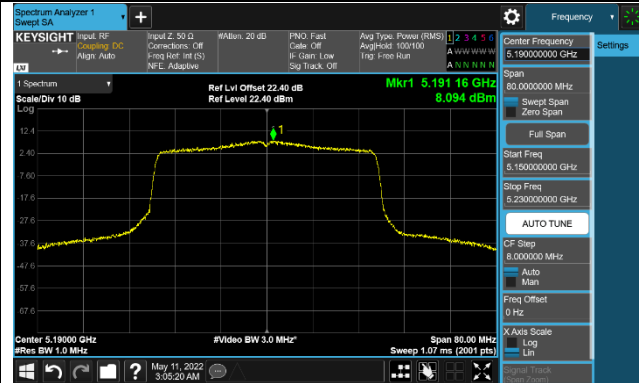 Spectrum Analyzer 1
Swept SA
Frequency
KEYSIGHT
Input: RF
Coupling: DC
Align: Auto
Input Z: 50 Ω
Corrections: Off
Freq Ref: Int (S)
NFE: Adaptive
#Atten: 20 dB
PNO: Fast
Gate: Off
IF Gain: Low
Sig Track: Off
Avg Type: Power (RMS)
Avg|Hold: 100/100
Trig: Free Run
1 2 3 4 5 6
A W W W W W
A N N N N N
LXI
1 Spectrum
Scale/Div 10 dB
Ref Lvl Offset 22.40 dB
Ref Level 22.40 dBm
Mkr1 5.191 16 GHz
8.094 dBm
Log
1
12.4
2.40
-7.60
-17.6
-27.6
-37.6
-47.6
-57.6
-67.6
Center 5.19000 GHz
#Res BW 1.0 MHz
#Video BW 3.0 MHz*
Span 80.00 MHz
Sweep 1.07 ms (2001 pts)
May 11, 2022
3:05:20 AM
Center Frequency
5.190000000 GHz
Settings
Span
80.0000000 MHz
Swept Span
Zero Span
Full Span
Start Freq
5.150000000 GHz
Stop Freq
5.230000000 GHz
AUTO TUNE
CF Step
8.000000 MHz
Auto
Man
Freq Offset
0 Hz
X Axis Scale
Log
Lin
Signal Track
(Span Zoom)